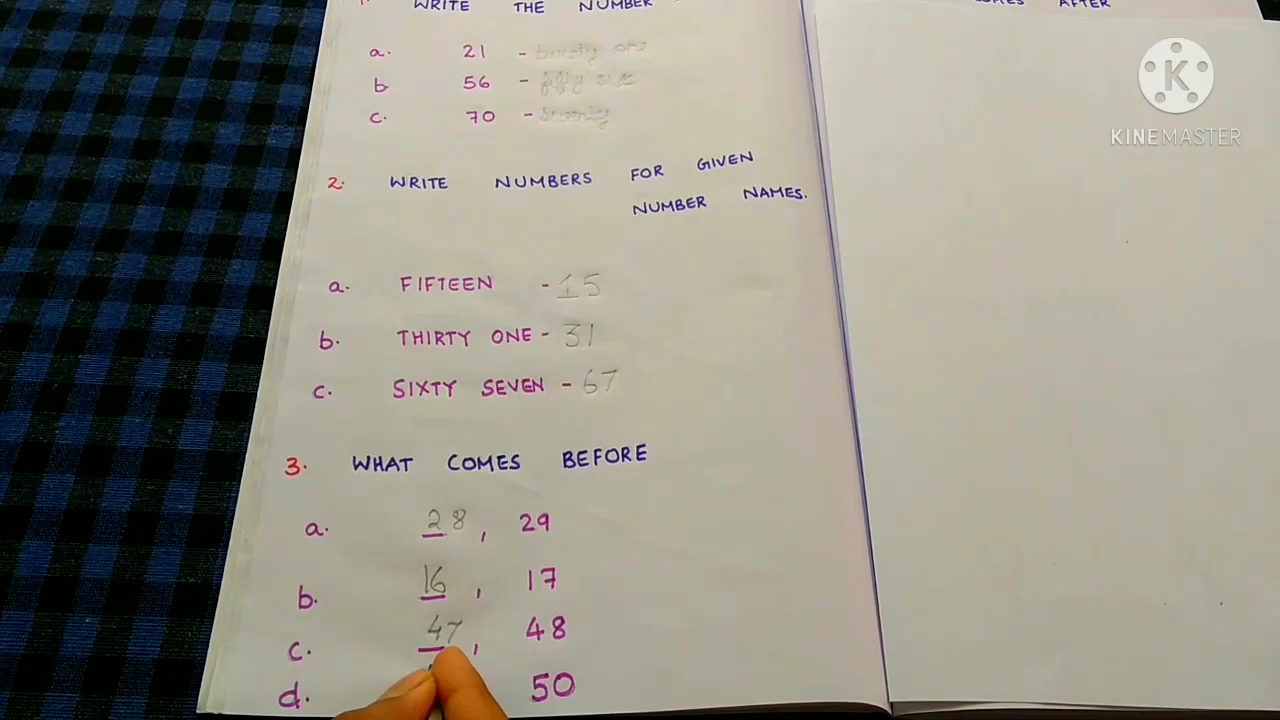 1. WRITE THE NUMBER
a. 21 - twenty one
b 56 - fifty six
c. 70 - seventy
2. WRITE NUMBERS FOR GIVEN
NUMBER NAMES.
a. FIFTEEN - 15
b. THIRTY ONE - 31
c. SIXTY SEVEN - 67
3. WHAT COMES BEFORE
a. 28, 29
b. 16, 17
c. 47, 48
d. 50
COMES AFTER
K
KINEMASTER